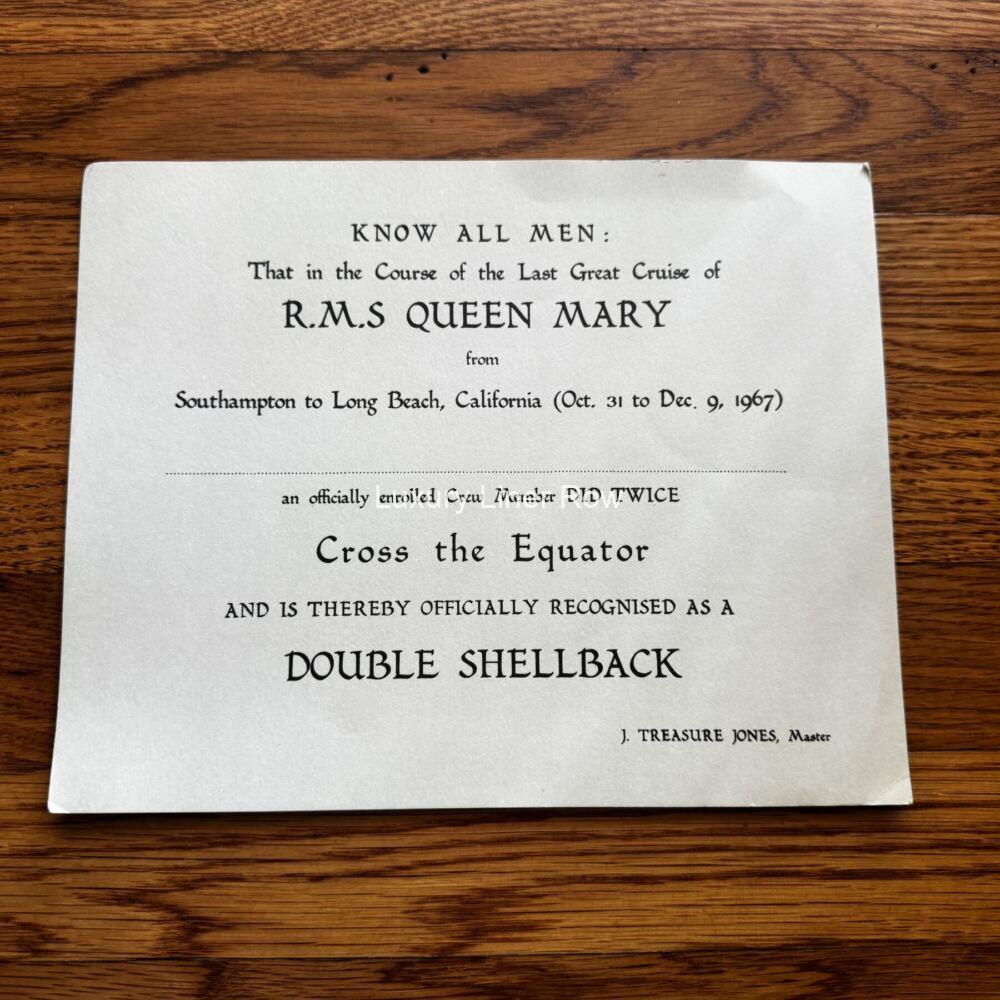 KNOW ALL MEN:
That in the Course of the Last Great Cruise of
R.M.S QUEEN MARY
from
Southampton to Long Beach, California (Oct. 31 to Dec. 9, 1967)
an officially enrolled Crew Member DID TWICE
Luxury Liner Row
Cross the Equator
AND IS THEREBY OFFICIALLY RECOGNISED AS A
DOUBLE SHELLBACK
J. TREASURE JONES, Master